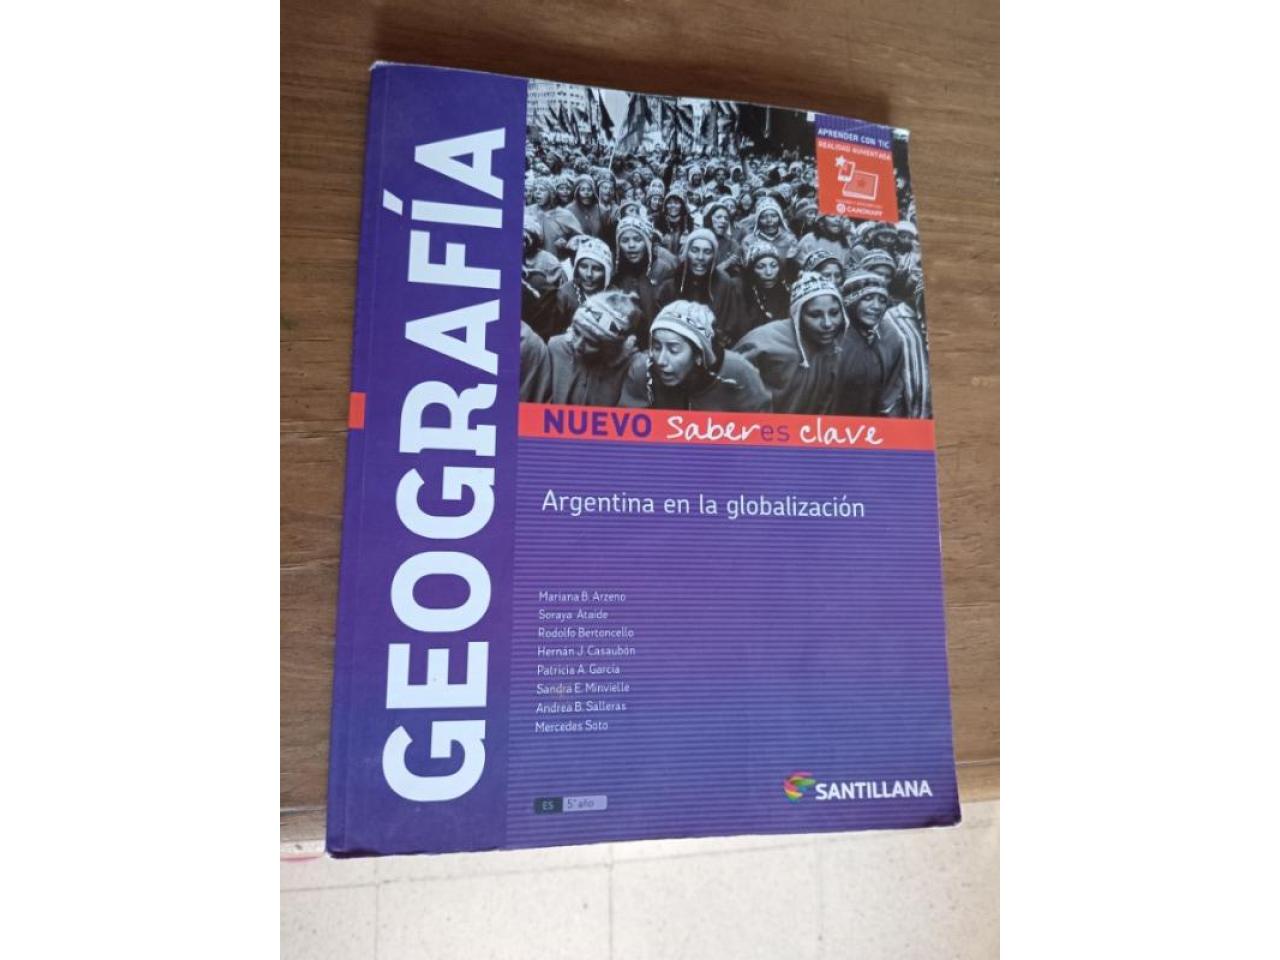 GEOGRAFÍA
APRENDER CON TIC
REALIDAD AUMENTADA
CAMONAPP
NUEVO saberes clave
Argentina en la globalización
Mariana B. Arzeno
Soraya Ataide
Rodolfo Bertoncello
Hernán J. Casaubón
Patricia A. García
Sandra E. Minvielle
Andrea B. Salleras
Mercedes Soto
ES 5° año
SANTILLANA